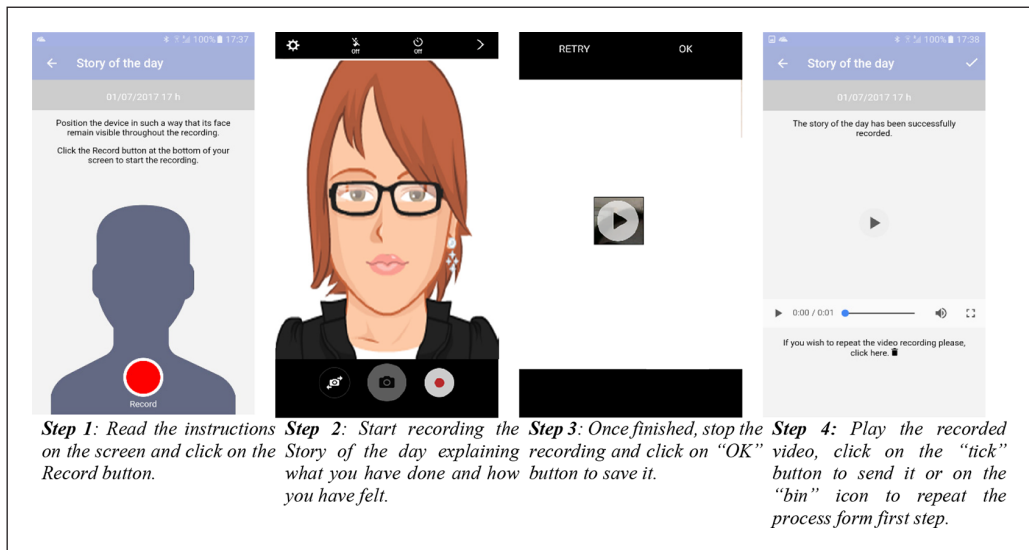 100% 17:37
Story of the day
01/07/2017 17 h
Position the device in such a way that its face
remain visible throughout the recording.
Click the Record button at the bottom of your
screen to start the recording.
Record
Off
Off
RETRY
OK
100% 17:38
Story of the day
01/07/2017 17 h
The story of the day has been successfully
recorded.
0:00 / 0:01
If you wish to repeat the video recording please,
click here.
Step 1: Read the instructions
on the screen and click on the
Record button.
Step 2: Start recording the
Story of the day explaining
what you have done and how
you have felt.
Step 3: Once finished, stop the
recording and click on “OK”
button to save it.
Step 4: Play the recorded
video, click on the “tick”
button to send it or on the
“bin” icon to repeat the
process form first step.